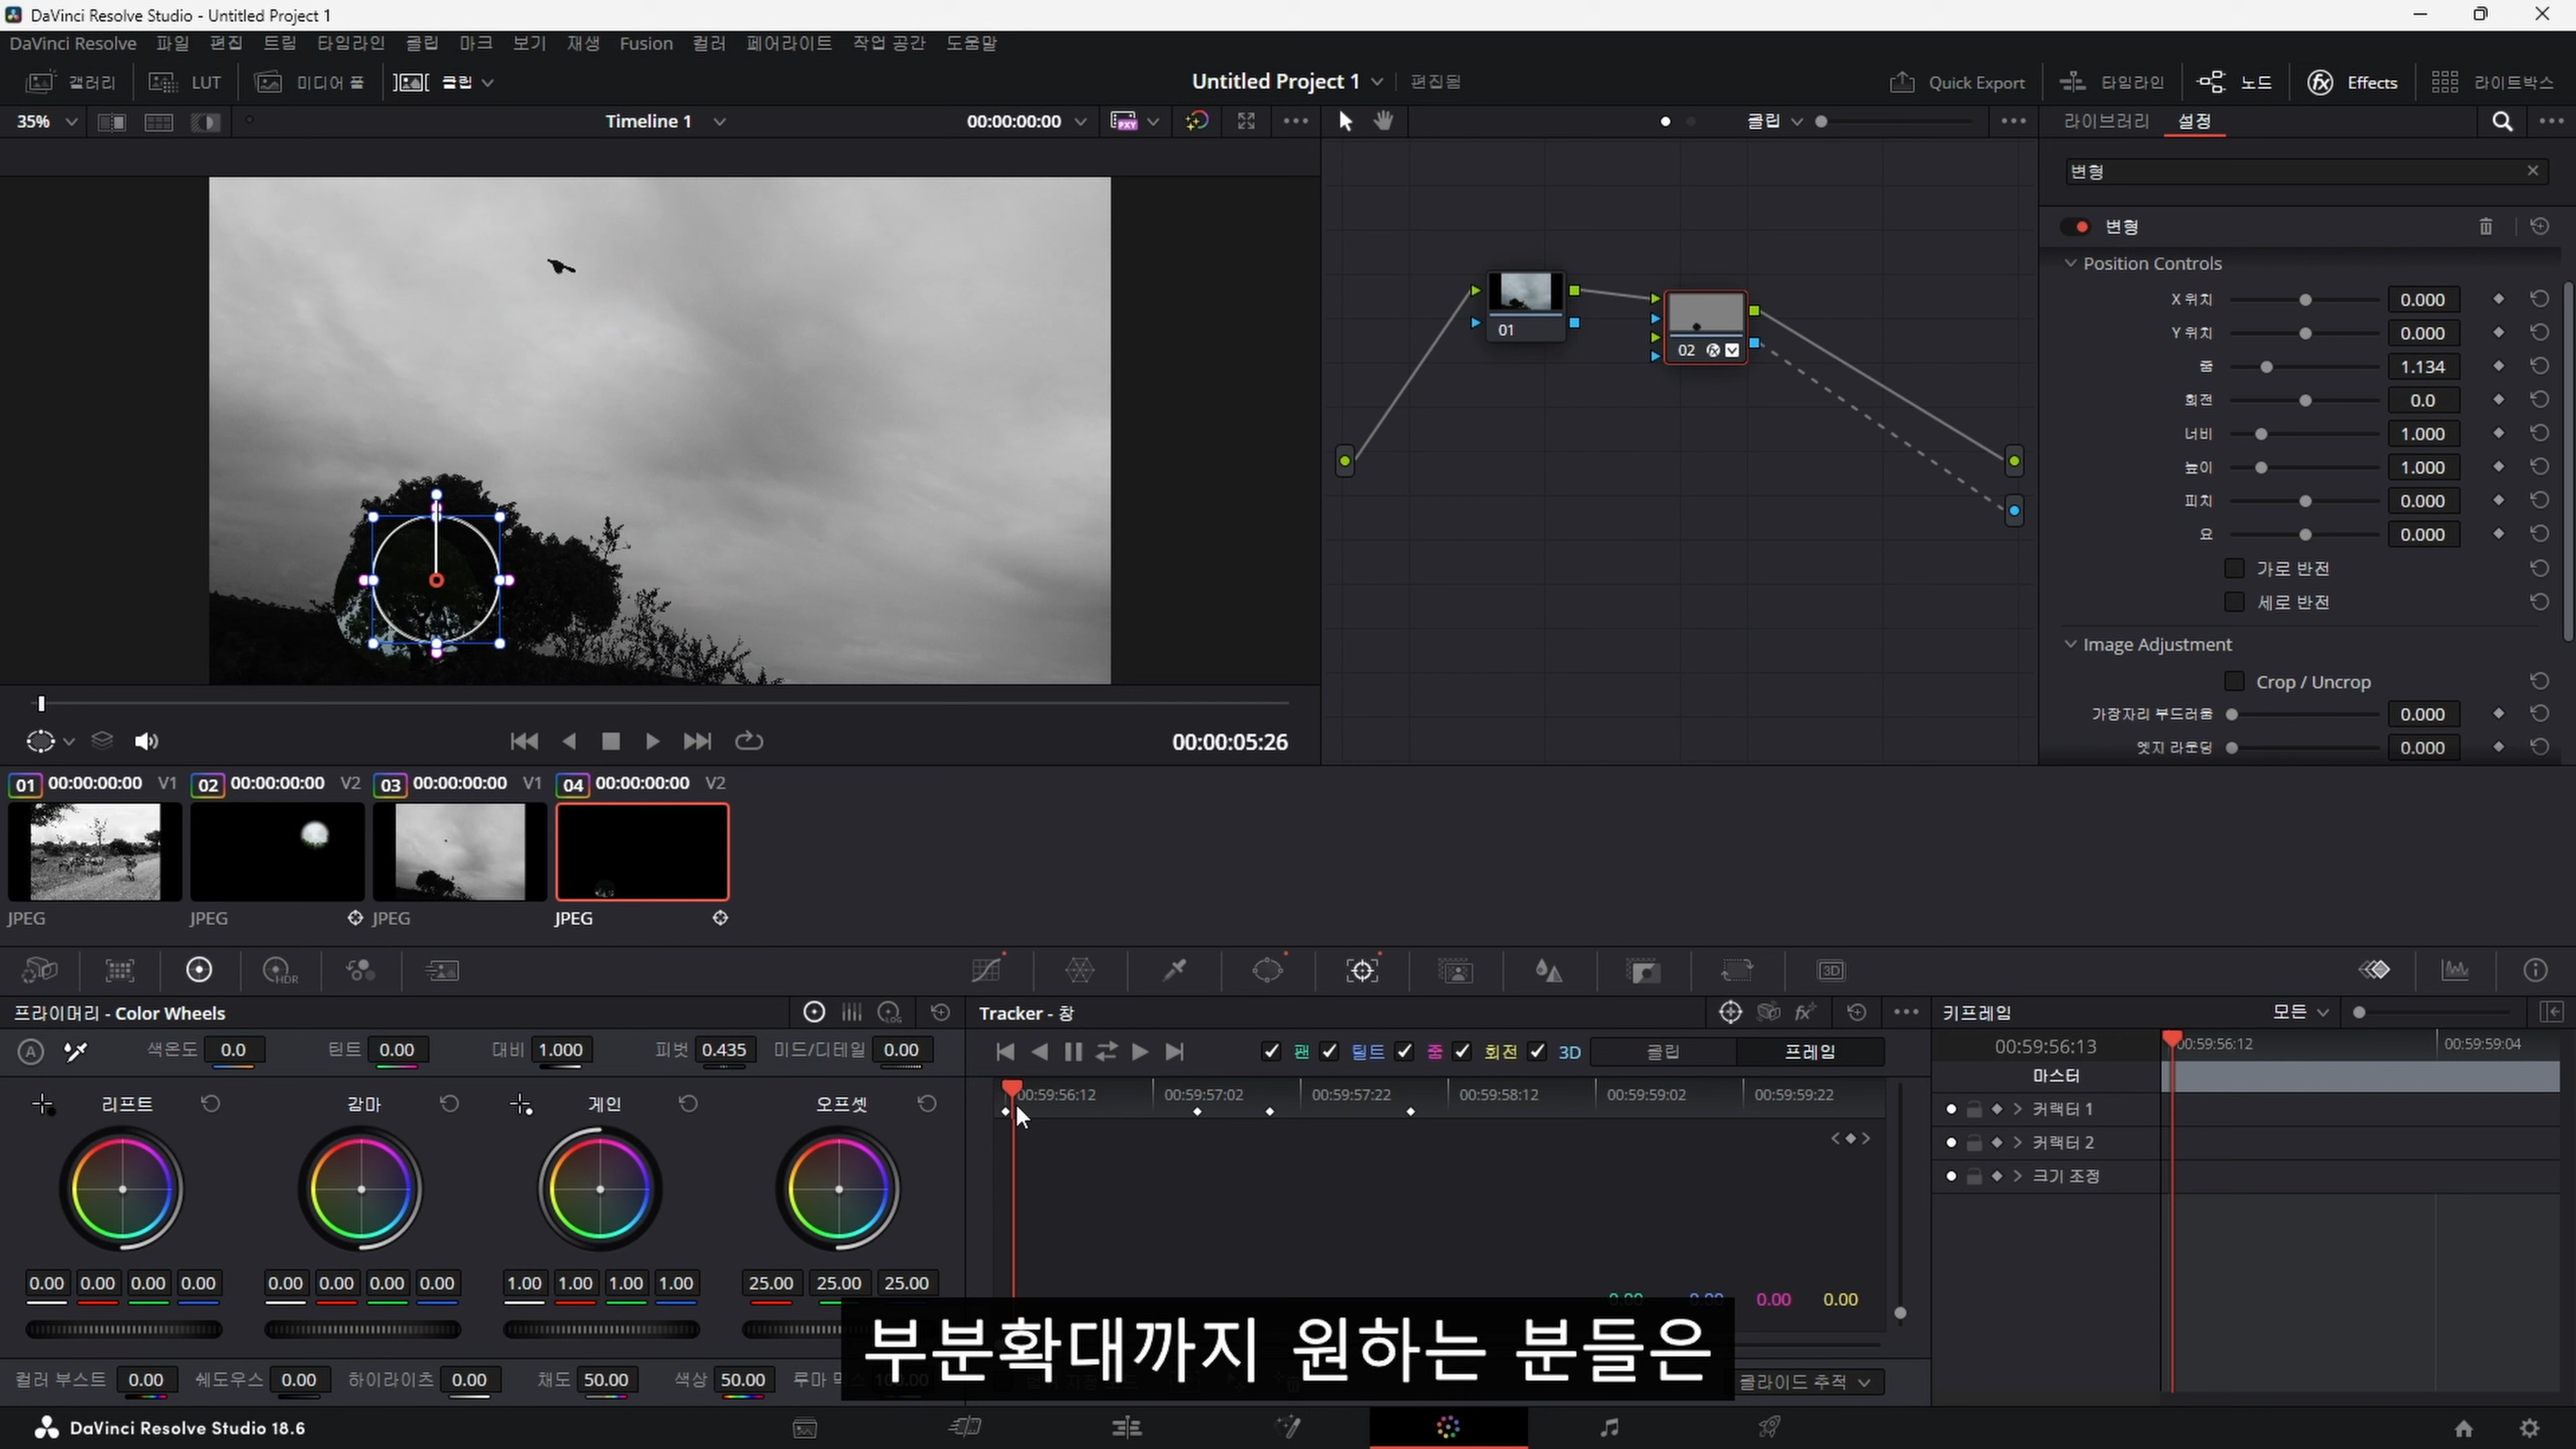 DaVinci Resolve Studio - Untitled Project 1
DaVinci Resolve 파일 편집 트림 타임라인 클립 마크 보기 재생 Fusion 컬러 페어라이트 작업 공간 도움말
갤러리 LUT 미디어 풀 클립 Untitled Project 1 편집됨 Quick Export 타임라인 노드 Effects 라이트박스
35% Timeline 1 00:00:00:00 PXY 클립 라이브러리 설정
변형
변형
Position Controls
X 위치 0.000
Y 위치 0.000
줌 1.134
회전 0.0
너비 1.000
높이 1.000
피치 0.000
요 0.000
가로 반전
세로 반전
Image Adjustment
Crop / Uncrop
가장자리 부드러움 0.000
엣지 라운딩 0.000
01
02
00:00:05:26
01 00:00:00:00 V1 02 00:00:00:00 V2 03 00:00:00:00 V1 04 00:00:00:00 V2
JPEG JPEG JPEG JPEG
HDR 3D
프라이머리 - Color Wheels LOG Tracker - 창 fx 키프레임 모든
A 색온도 0.0 틴트 0.00 대비 1.000 피벗 0.435 미드/디테일 0.00
팬 틸트 줌 회전 3D 클립 프레임
00:59:56:13 00:59:56:12 00:59:59:04
마스터
커랙터 1
커랙터 2
크기 조정
00:59:56:12 00:59:57:02 00:59:57:22 00:59:58:12 00:59:59:02 00:59:59:22
리프트 감마 게인 오프셋
0.00 0.00 0.00 0.00 0.00 0.00 0.00 0.00 1.00 1.00 1.00 1.00 25.00 25.00 25.00
0.00 0.00 0.00 0.00
부분확대까지 원하는 분들은
컬러 부스트 0.00 쉐도우스 0.00 하이라이츠 0.00 채도 50.00 색상 50.00 루마 믹스 100.00
클라우드 추적
DaVinci Resolve Studio 18.6